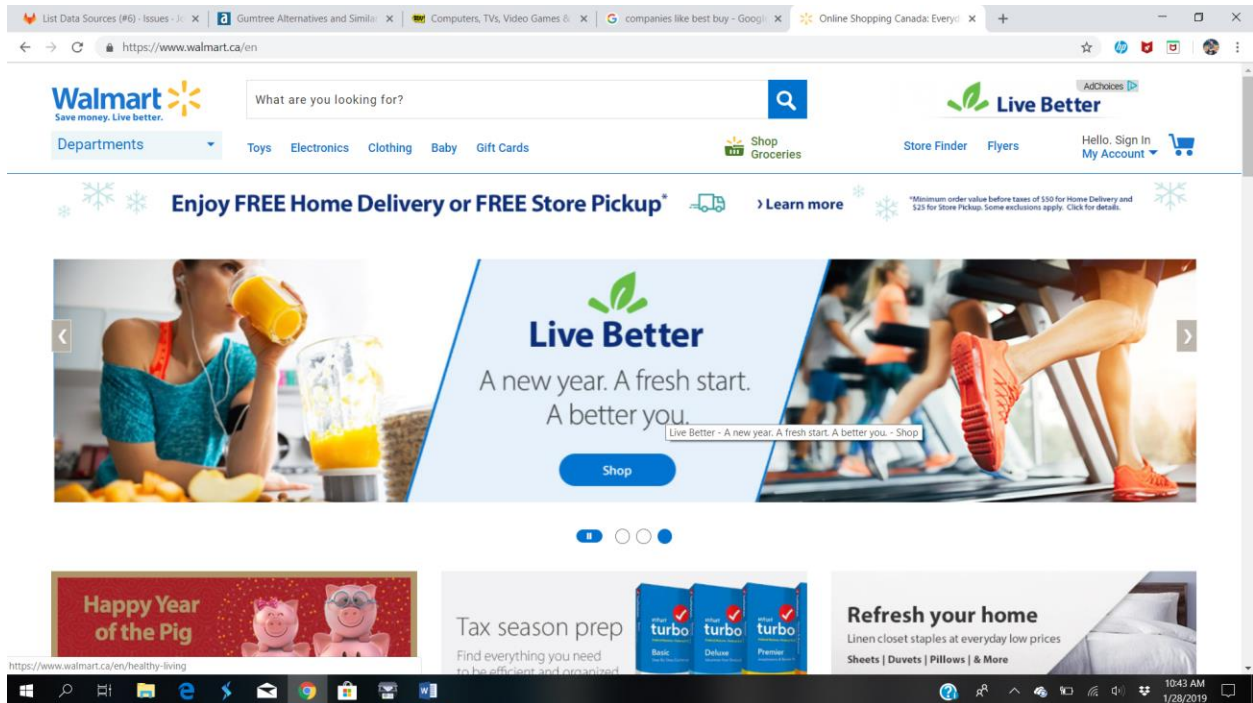 List Data Sources (#6) · Issues · Jo
Gumtree Alternatives and Simila
Computers, TVs, Video Games &
companies like best buy - Googl
Online Shopping Canada: Everyd
https://www.walmart.ca/en
Walmart
Save money. Live better.
What are you looking for?
AdChoices
Live Better
Departments
Toys Electronics Clothing Baby Gift Cards
Shop
Groceries
Store Finder Flyers
Hello. Sign In
My Account
Enjoy FREE Home Delivery or FREE Store Pickup*
› Learn more
*Minimum order value before taxes of $50 for Home Delivery and
$25 for Store Pickup. Some exclusions apply. Click for details.
Live Better
A new year. A fresh start.
A better you.
Live Better - A new year. A fresh start. A better you. - Shop
Shop
Happy Year
of the Pig
Tax season prep
Find everything you need
to be efficient and organized
turbo turbo turbo
Basic Deluxe Premier
Refresh your home
Linen closet staples at everyday low prices
Sheets | Duvets | Pillows | & More
https://www.walmart.ca/en/healthy-living
10:43 AM
1/28/2019